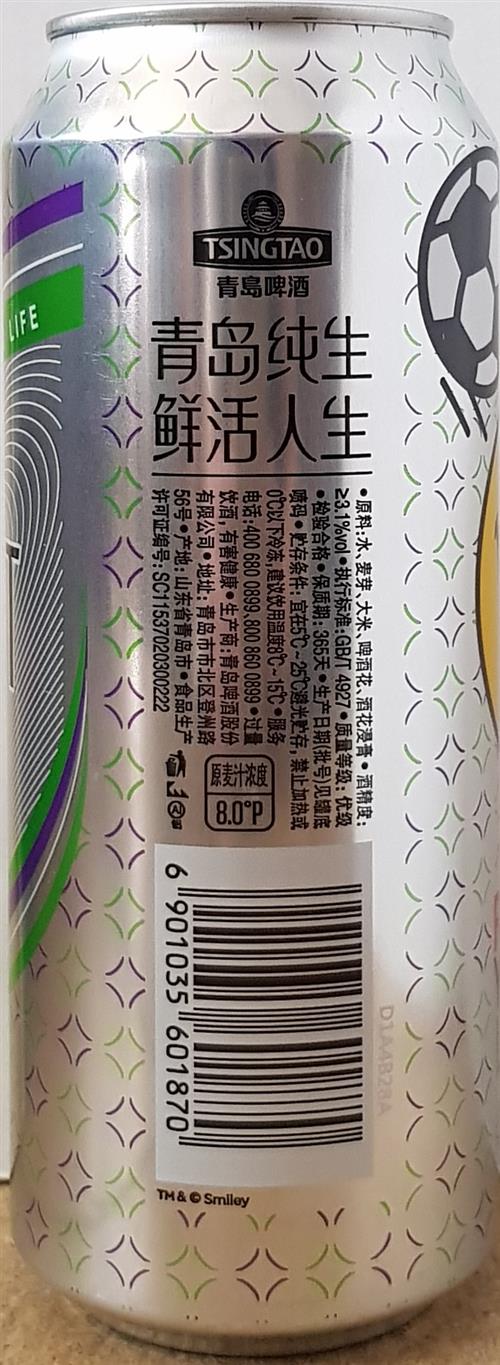 LIFE
TSINGTAO
青岛啤酒
青岛纯生
鲜活人生
•原料:水、麦芽、大米、啤酒花、酒花浸膏•酒精度:
≥3.1%vol•执行标准:GB/T 4927•质量等级:优级
•检验合格•保质期:365天•生产日期(批号)见罐底
喷码•贮存条件:宜在5℃~25℃避光贮存,禁止加热或
0℃以下冷冻,建议饮用温度8℃~15℃•服务
电话:400 680 0899,800 860 0899•过量
饮酒,有害健康•生产商:青岛啤酒股份
有限公司•地址:青岛市市北区登州路
56号•产地:山东省青岛市•食品生产
许可证编号:SC11537020300222
原麦汁浓度
8.0°P
6 901035 601870
D1A4B28A
TM & © Smiley